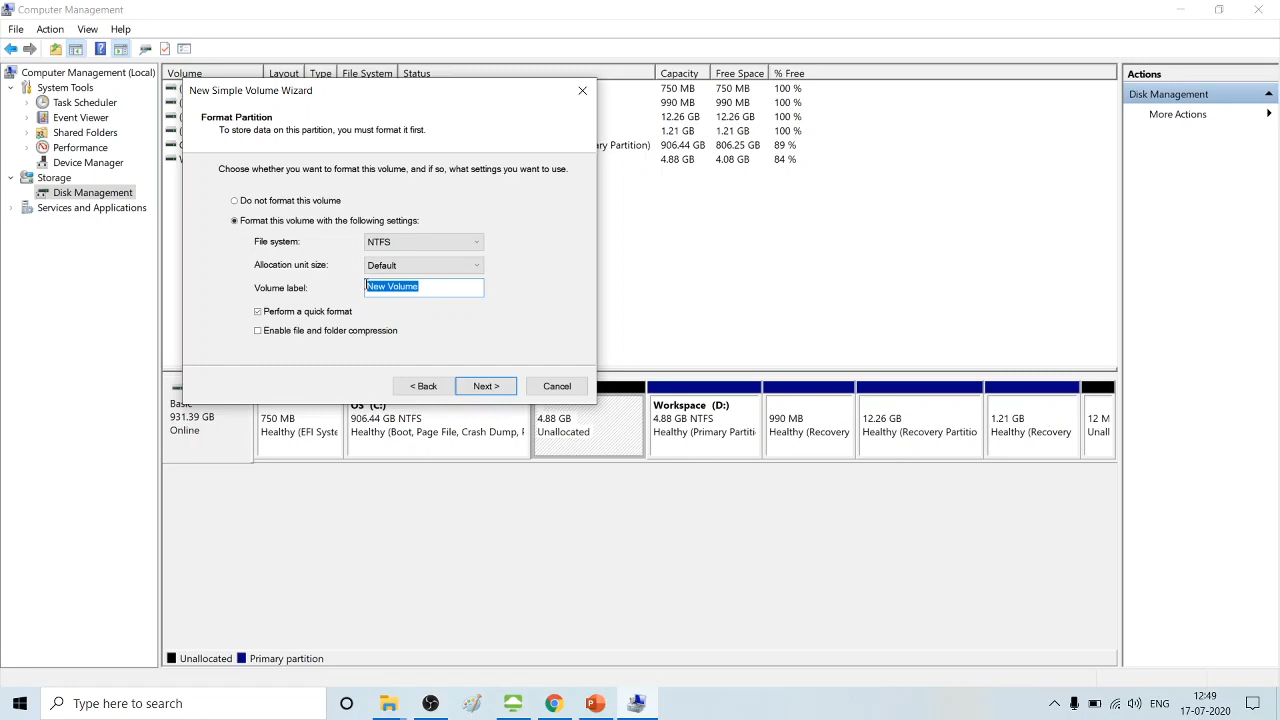 Computer Management
File Action View Help
Computer Management (Local)
System Tools
Task Scheduler
Event Viewer
Shared Folders
Performance
Device Manager
Storage
Disk Management
Services and Applications
Volume Layout Type File System Status Capacity Free Space % Free
750 MB 750 MB 100 %
990 MB 990 MB 100 %
12.26 GB 12.26 GB 100 %
1.21 GB 1.21 GB 100 %
ary Partition) 906.44 GB 806.25 GB 89 %
4.88 GB 4.08 GB 84 %
New Simple Volume Wizard
Format Partition
To store data on this partition, you must format it first.
Choose whether you want to format this volume, and if so, what settings you want to use.
Do not format this volume
Format this volume with the following settings:
File system: NTFS
Allocation unit size: Default
Volume label: New Volume
Perform a quick format
Enable file and folder compression
< Back Next > Cancel
Actions
Disk Management
More Actions
Basic
931.39 GB
Online
750 MB
Healthy (EFI Syste
OS (C:)
906.44 GB NTFS
Healthy (Boot, Page File, Crash Dump,
4.88 GB
Unallocated
Workspace (D:)
4.88 GB NTFS
Healthy (Primary Partiti
990 MB
Healthy (Recovery
12.26 GB
Healthy (Recovery Partitio
1.21 GB
Healthy (Recovery
12 M
Unall
Unallocated Primary partition
Type here to search
ENG
12:49
17-07-2020